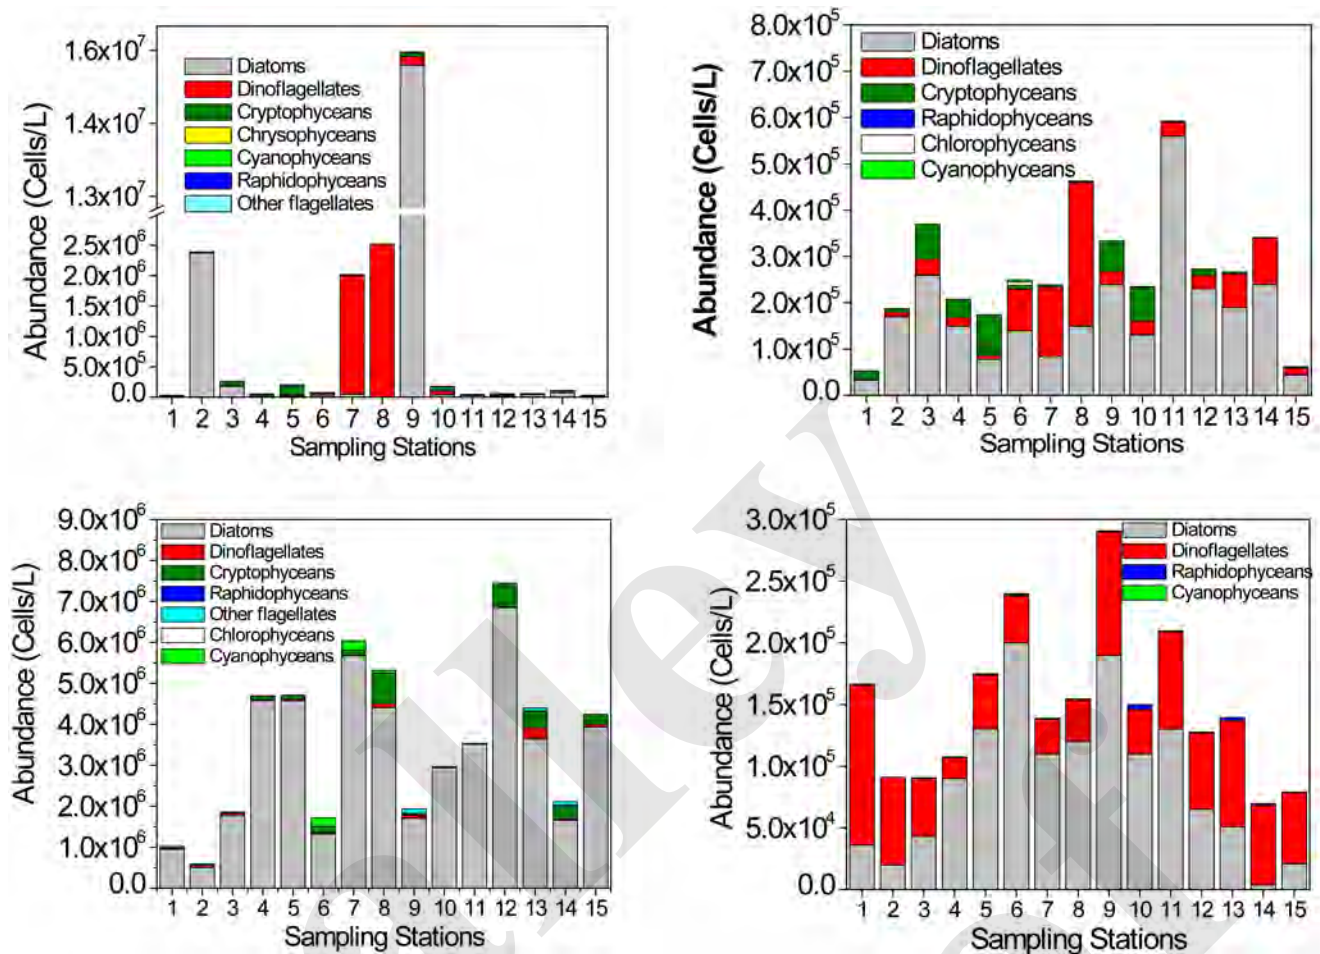 1.6x10^7
1.4x10^7
1.3x10^7
2.5x10^6
2.0x10^6
1.5x10^6
1.0x10^6
5.0x10^5
0.0
Abundance (Cells/L)
Diatoms
Dinoflagellates
Cryptophyceans
Chrysophyceans
Cyanophyceans
Raphidophyceans
Other flagellates
1 2 3 4 5 6 7 8 9 10 11 12 13 14 15
Sampling Stations
8.0x10^5
7.0x10^5
6.0x10^5
5.0x10^5
4.0x10^5
3.0x10^5
2.0x10^5
1.0x10^5
0.0
Abundance (Cells/L)
Diatoms
Dinoflagellates
Cryptophyceans
Raphidophyceans
Chlorophyceans
Cyanophyceans
1 2 3 4 5 6 7 8 9 10 11 12 13 14 15
Sampling Stations
9.0x10^6
8.0x10^6
7.0x10^6
6.0x10^6
5.0x10^6
4.0x10^6
3.0x10^6
2.0x10^6
1.0x10^6
0.0
Abundance (Cells/L)
Diatoms
Dinoflagellates
Cryptophyceans
Raphidophyceans
Other flagellates
Chlorophyceans
Cyanophyceans
1 2 3 4 5 6 7 8 9 10 11 12 13 14 15
Sampling Stations
3.0x10^5
2.5x10^5
2.0x10^5
1.5x10^5
1.0x10^5
5.0x10^4
0.0
Abundance (Cells/L)
Diatoms
Dinoflagellates
Raphidophyceans
Cyanophyceans
1 2 3 4 5 6 7 8 9 10 11 12 13 14 15
Sampling Stations